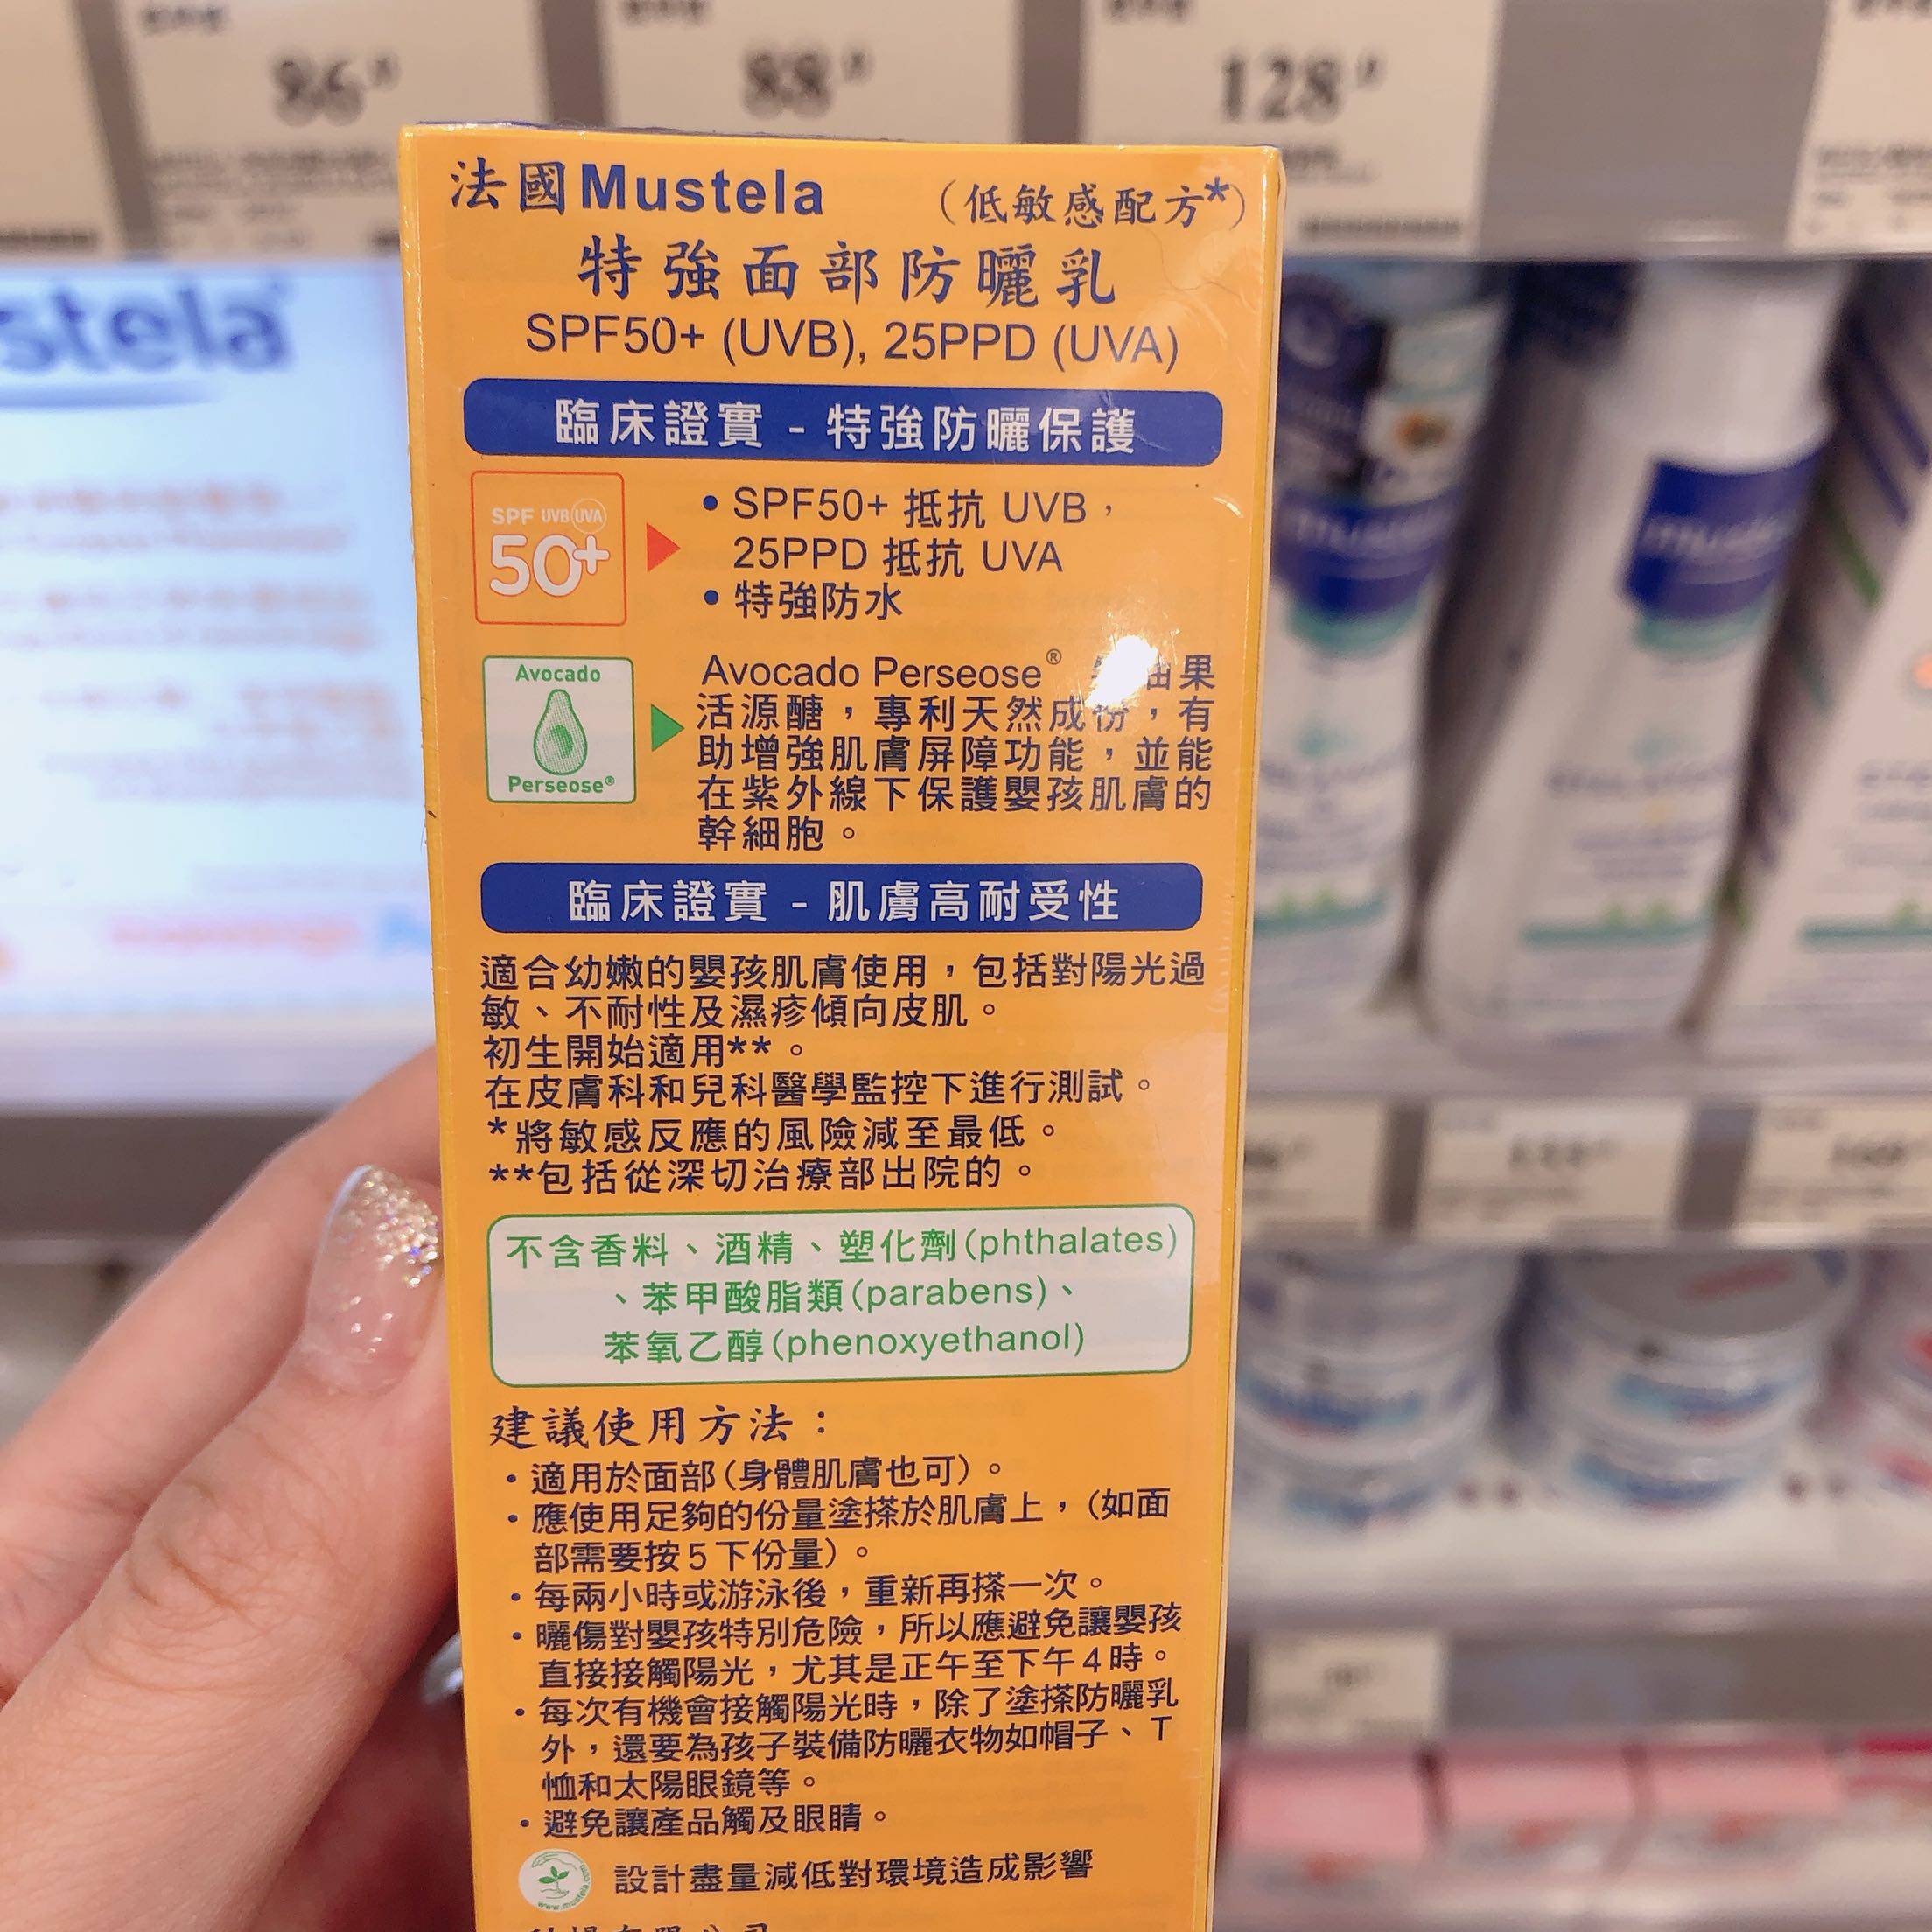 86
88
128
stela
法國Mustela （低敏感配方*）
特強面部防曬乳
SPF50+ (UVB), 25PPD (UVA)
臨床證實 - 特強防曬保護
SPF UVB UVA
50+
• SPF50+ 抵抗 UVB，
25PPD 抵抗 UVA
• 特強防水
Avocado
Perseose®
Avocado Perseose® 油果
活源醣，專利天然成份，有
助增強肌膚屏障功能，並能
在紫外線下保護嬰孩肌膚的
幹細胞。
臨床證實 - 肌膚高耐受性
適合幼嫩的嬰孩肌膚使用，包括對陽光過
敏、不耐性及濕疹傾向皮肌。
初生開始適用**。
在皮膚科和兒科醫學監控下進行測試。
*將敏感反應的風險減至最低。
**包括從深切治療部出院的。
不含香料、酒精、塑化劑(phthalates)
、苯甲酸脂類(parabens)、
苯氧乙醇(phenoxyethanol)
建議使用方法：
• 適用於面部（身體肌膚也可）。
• 應使用足夠的份量塗搽於肌膚上，（如面
部需要按5下份量）。
• 每兩小時或游泳後，重新再搽一次。
• 曬傷對嬰孩特別危險，所以應避免讓嬰孩
直接接觸陽光，尤其是正午至下午4時。
• 每次有機會接觸陽光時，除了塗搽防曬乳
外，還要為孩子裝備防曬衣物如帽子、T
恤和太陽眼鏡等。
• 避免讓產品觸及眼睛。
設計盡量減低對環境造成影響